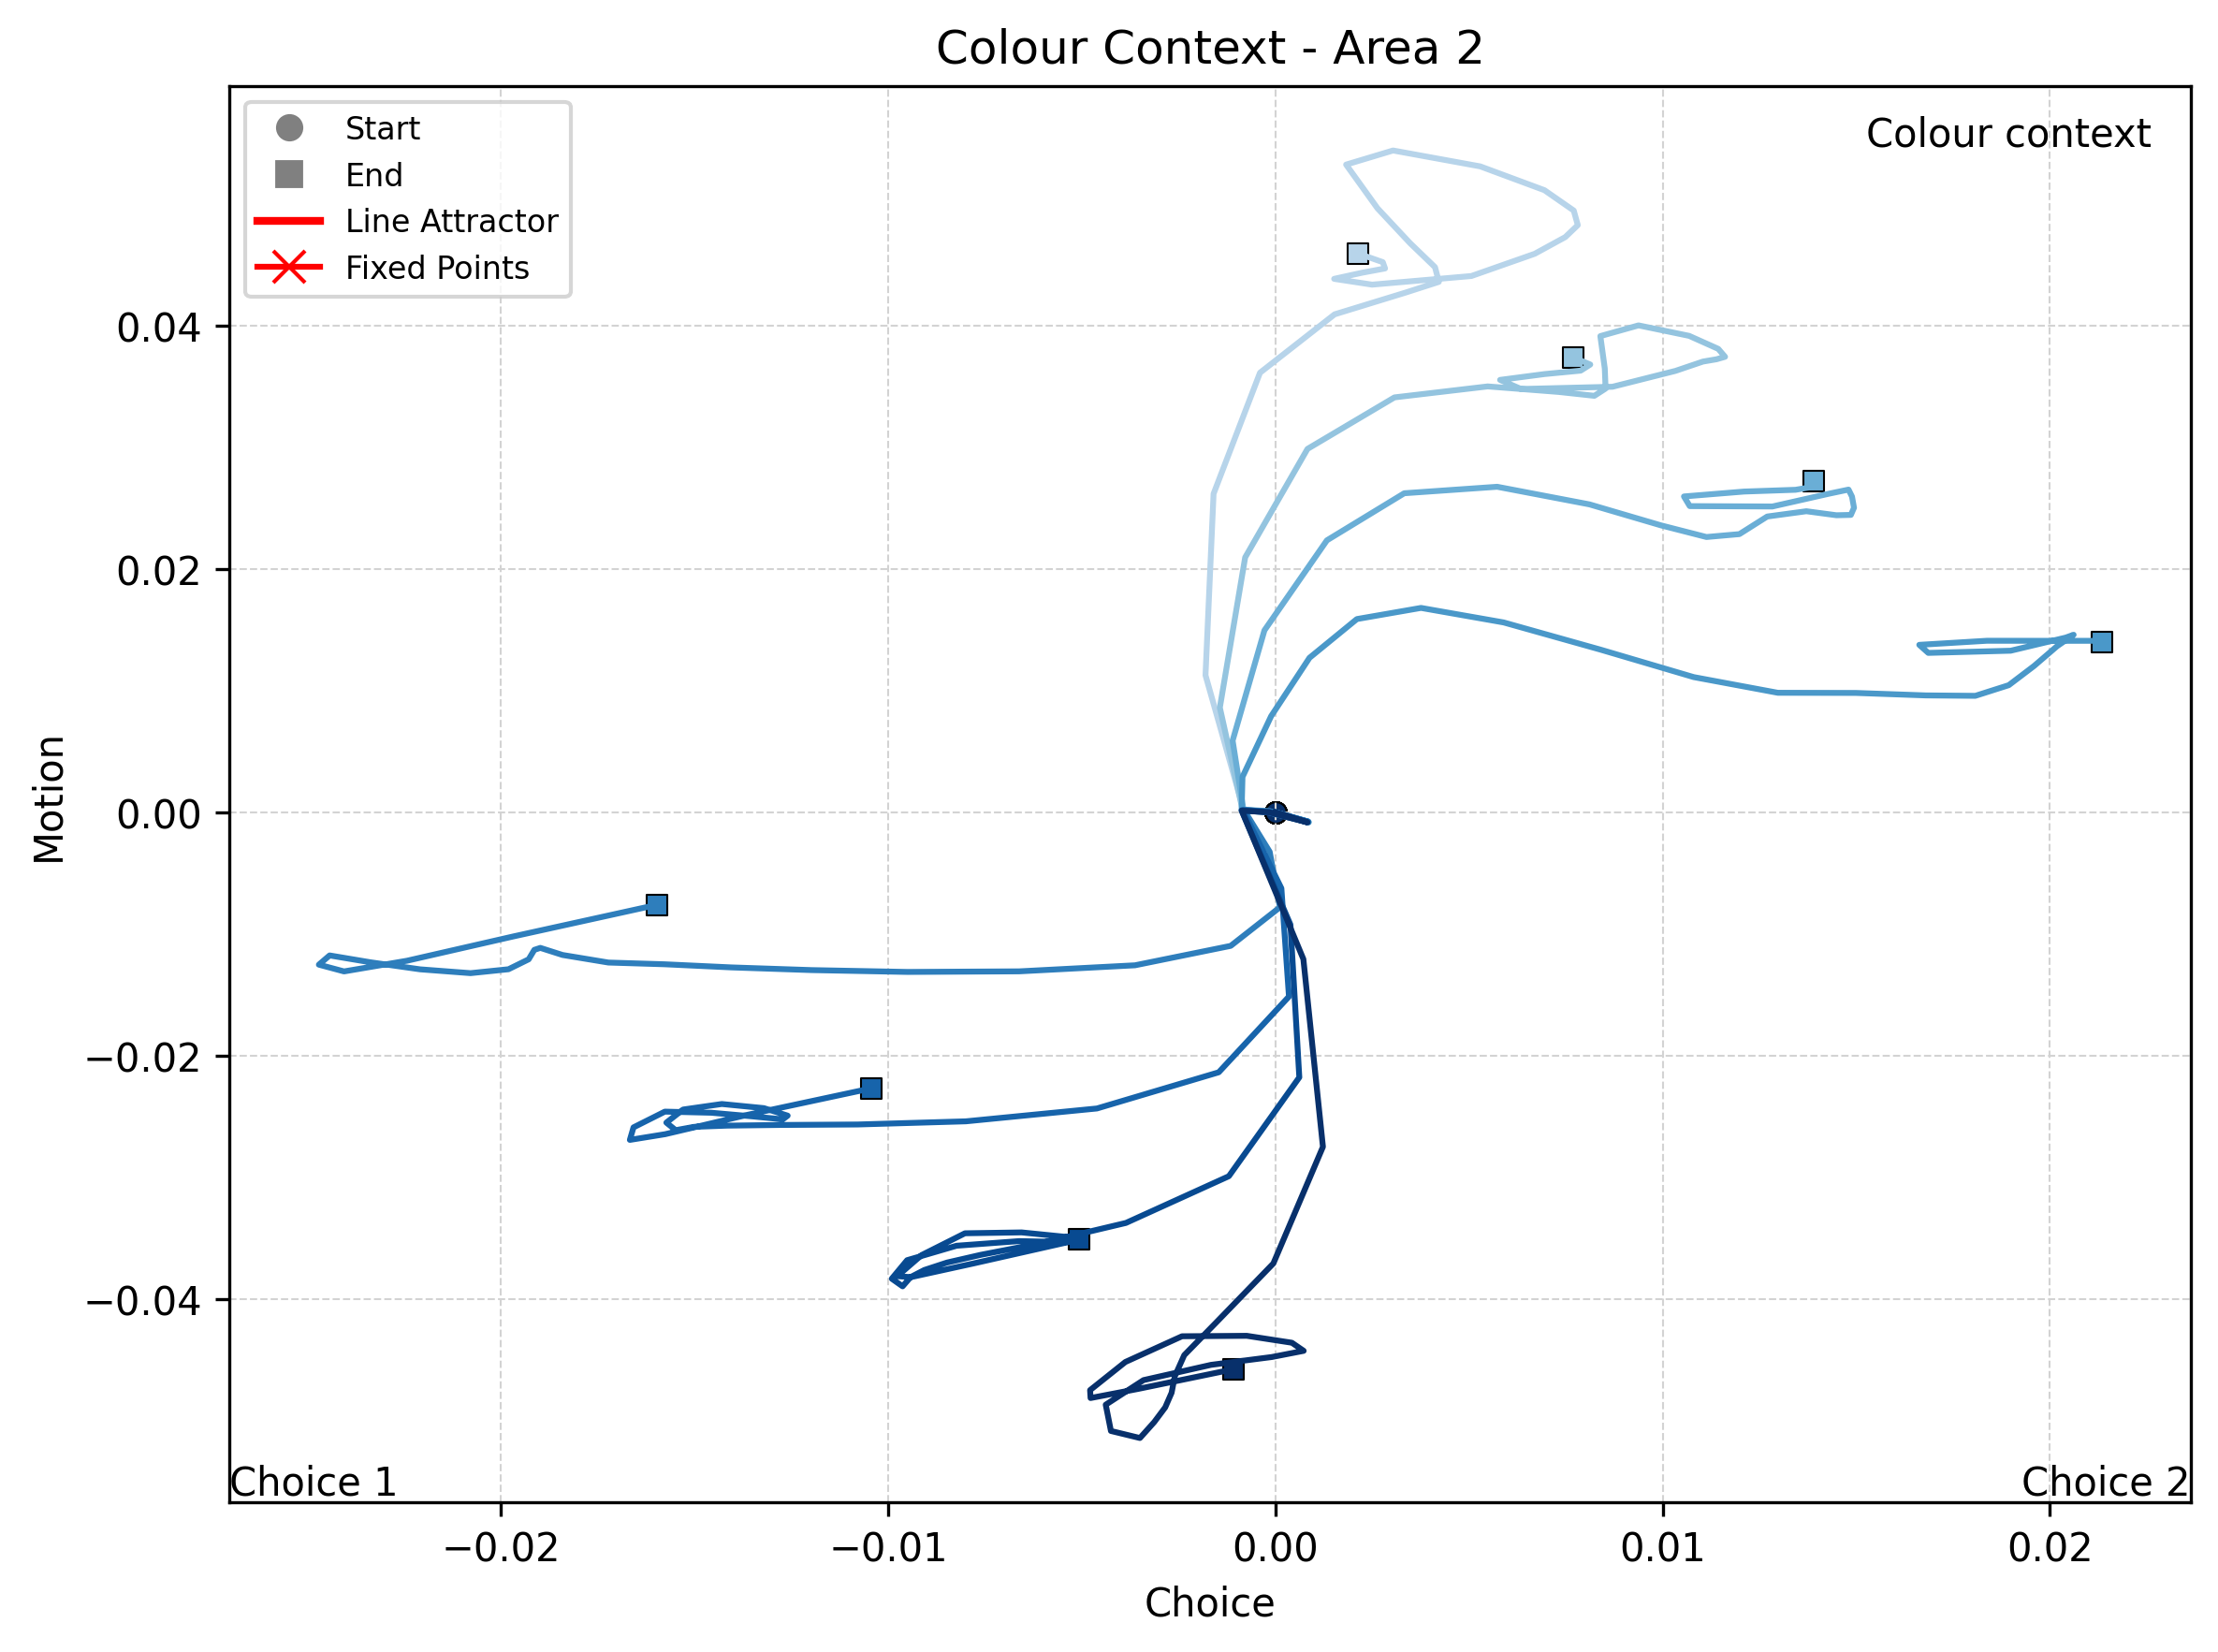 Colour Context - Area 2
Start
End
Line Attractor
Fixed Points
Colour context
0.04
0.02
0.00
−0.02
−0.04
Motion
Choice 1
Choice 2
−0.02
−0.01
0.00
0.01
0.02
Choice